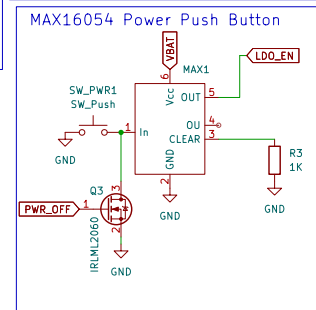 MAX16054 Power Push Button
VBAT
LDO_EN
6
MAX1
SW_PWR1
SW_Push
Vcc
OUT
5
OU
4
1
In
CLEAR
3
GND
GND
2
R3
1K
Q3
3
GND
GND
PWR_OFF
1
2
IRLML2060
GND